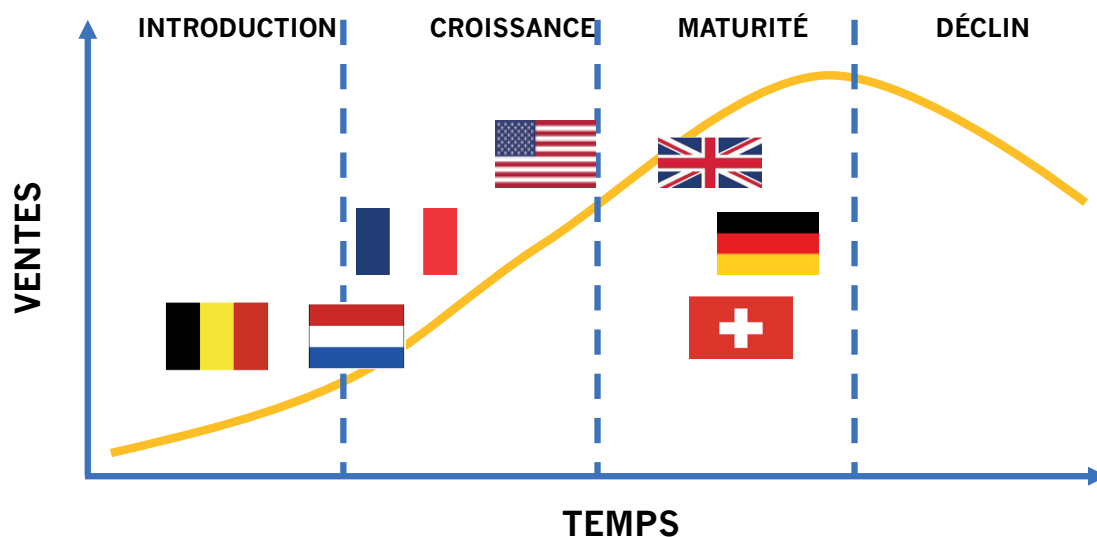 INTRODUCTION
CROISSANCE
MATURITÉ
DÉCLIN
VENTES
TEMPS